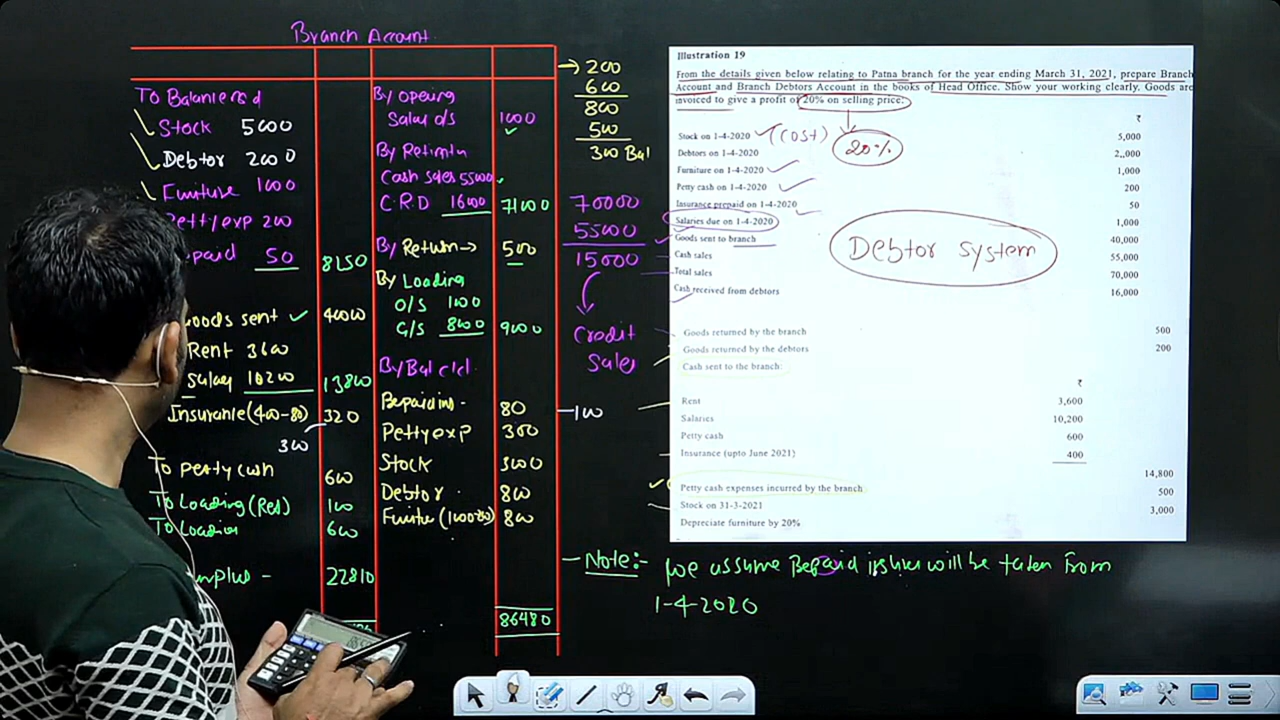 Branch Account.
To Balance b d
Stock 5000
Debtor 2000
Furniture 1000
Petty exp 200
paid 50 8150
Goods sent 40000
Rent 3600
Salary 10200 13800
Insurance (400-80) 320
300
To petty cash 600
To Loading (Ret) 100
To Loading 600
22810
By opening
Salary o/s 1000
By Remittance
Cash sales 55000
C.R.D 16000 71000
By Return→ 500
By Loading
O/S 1000
G/S 8000 9000
By Bal c/d.
80
Petty exp 300
Stock 3000
Debtor 800
800
86480
→ 200
600
800
500
300 Bal
70000
55000
15000
Credit
Sales
-100
Illustration 19
From the details given below relating to Patna branch for the year ending March 31, 2021, prepare Branch
Account and Branch Debtors Account in the books of Head Office. Show your working clearly. Goods are
invoiced to give a profit of 20% on selling price:
₹
Stock on 1-4-2020 (Cost) 20% 5,000
Debtors on 1-4-2020 2,,000
Furniture on 1-4-2020 1,000
Petty cash on 1-4-2020 200
Insurance prepaid on 1-4-2020 50
Salaries due on 1-4-2020 1,000
Goods sent to branch 40,000
Cash sales 55,000
Total sales 70,000
Cash received from debtors 16,000
Debtor System
Goods returned by the branch 500
Goods returned by the debtors 200
Cash sent to the branch:
₹
Rent 3,600
Salaries 10,200
Petty cash 600
Insurance (upto June 2021) 400
14,800
Petty cash expenses incurred by the branch 500
Stock on 31-3-2021 3,000
Depreciate furniture by 20%
- Note:- we assume will be taken From
1-4-2020